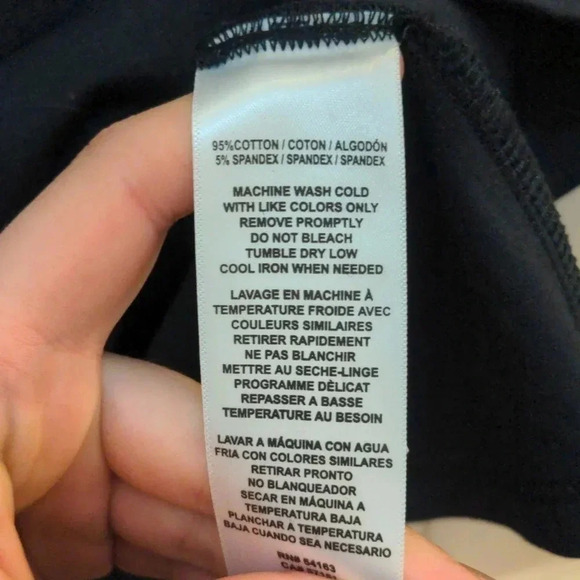 95%COTTON / COTON / ALGODÓN
5% SPANDEX / SPANDEX / SPANDEX
MACHINE WASH COLD
WITH LIKE COLORS ONLY
REMOVE PROMPTLY
DO NOT BLEACH
TUMBLE DRY LOW
COOL IRON WHEN NEEDED
LAVAGE EN MACHINE À
TEMPERATURE FROIDE AVEC
COULEURS SIMILAIRES
RETIRER RAPIDEMENT
NE PAS BLANCHIR
METTRE AU SECHE-LINGE
PROGRAMME DÈLICAT
REPASSER A BASSE
TEMPERATURE AU BESOIN
LAVAR A MÁQUINA CON AGUA
FRIA CON COLORES SIMILARES
RETIRAR PRONTO
NO BLANQUEADOR
SECAR EN MÁQUINA A
TEMPERATURA BAJA
PLANCHAR A TEMPERATURA
BAJA CUANDO SEA NECESARIO
RN# 54163